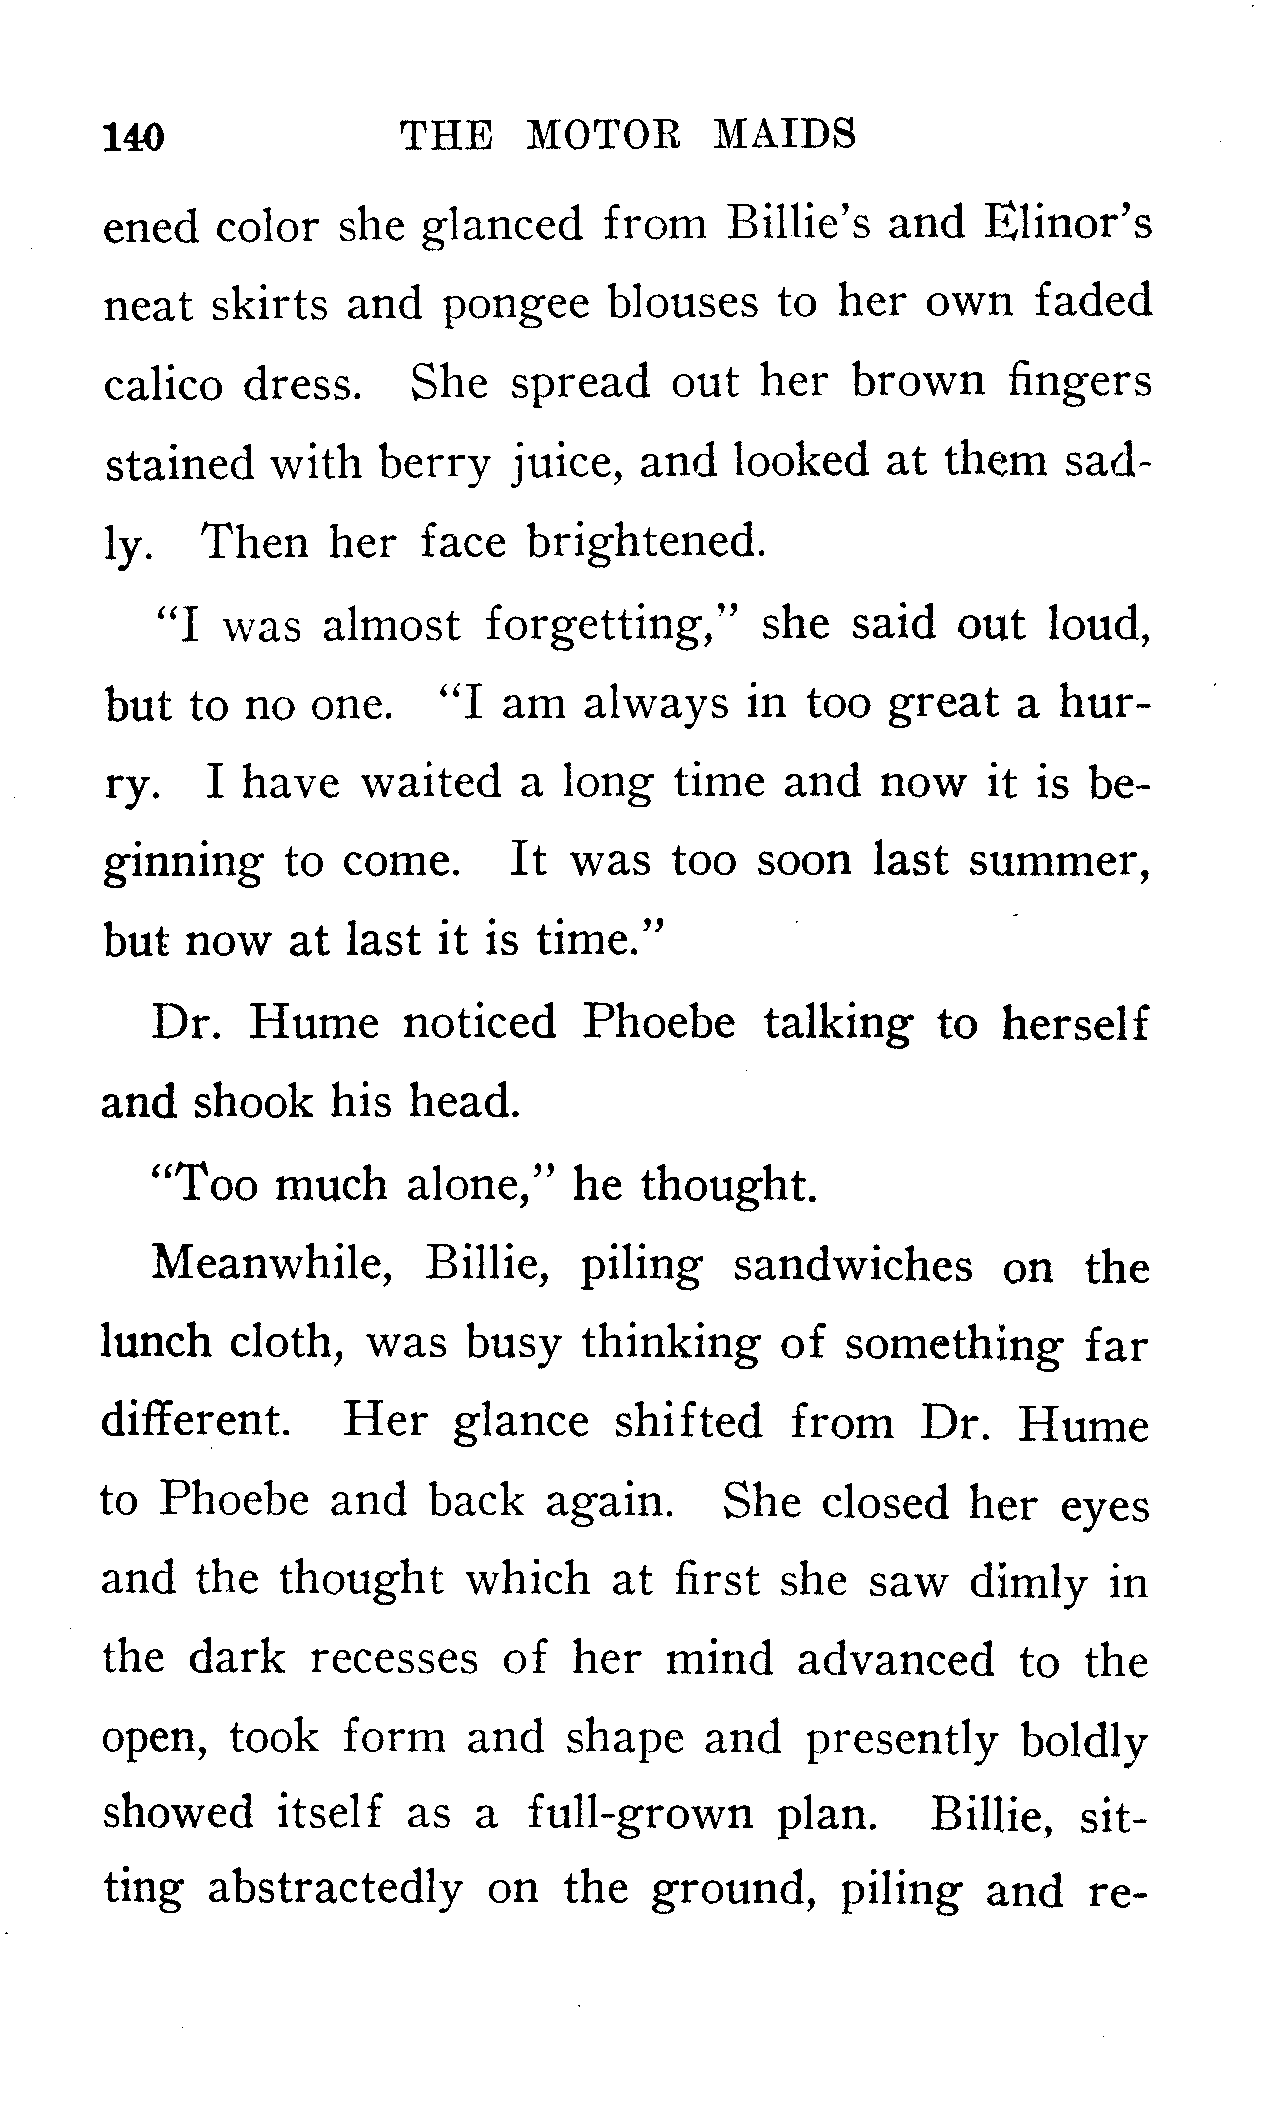 140 THE MOTOR MAIDS
ened color she glanced from Billie's and Elinor's
neat skirts and pongee blouses to her own faded
calico dress. She spread out her brown fingers
stained with berry juice, and looked at them sad-
ly. Then her face brightened.
"I was almost forgetting," she said out loud,
but to no one. "I am always in too great a hur-
ry. I have waited a long time and now it is be-
ginning to come. It was too soon last summer,
but now at last it is time."
Dr. Hume noticed Phoebe talking to herself
and shook his head.
"Too much alone," he thought.
Meanwhile, Billie, piling sandwiches on the
lunch cloth, was busy thinking of something far
different. Her glance shifted from Dr. Hume
to Phoebe and back again. She closed her eyes
and the thought which at first she saw dimly in
the dark recesses of her mind advanced to the
open, took form and shape and presently boldly
showed itself as a full-grown plan. Billie, sit-
ting abstractedly on the ground, piling and re-